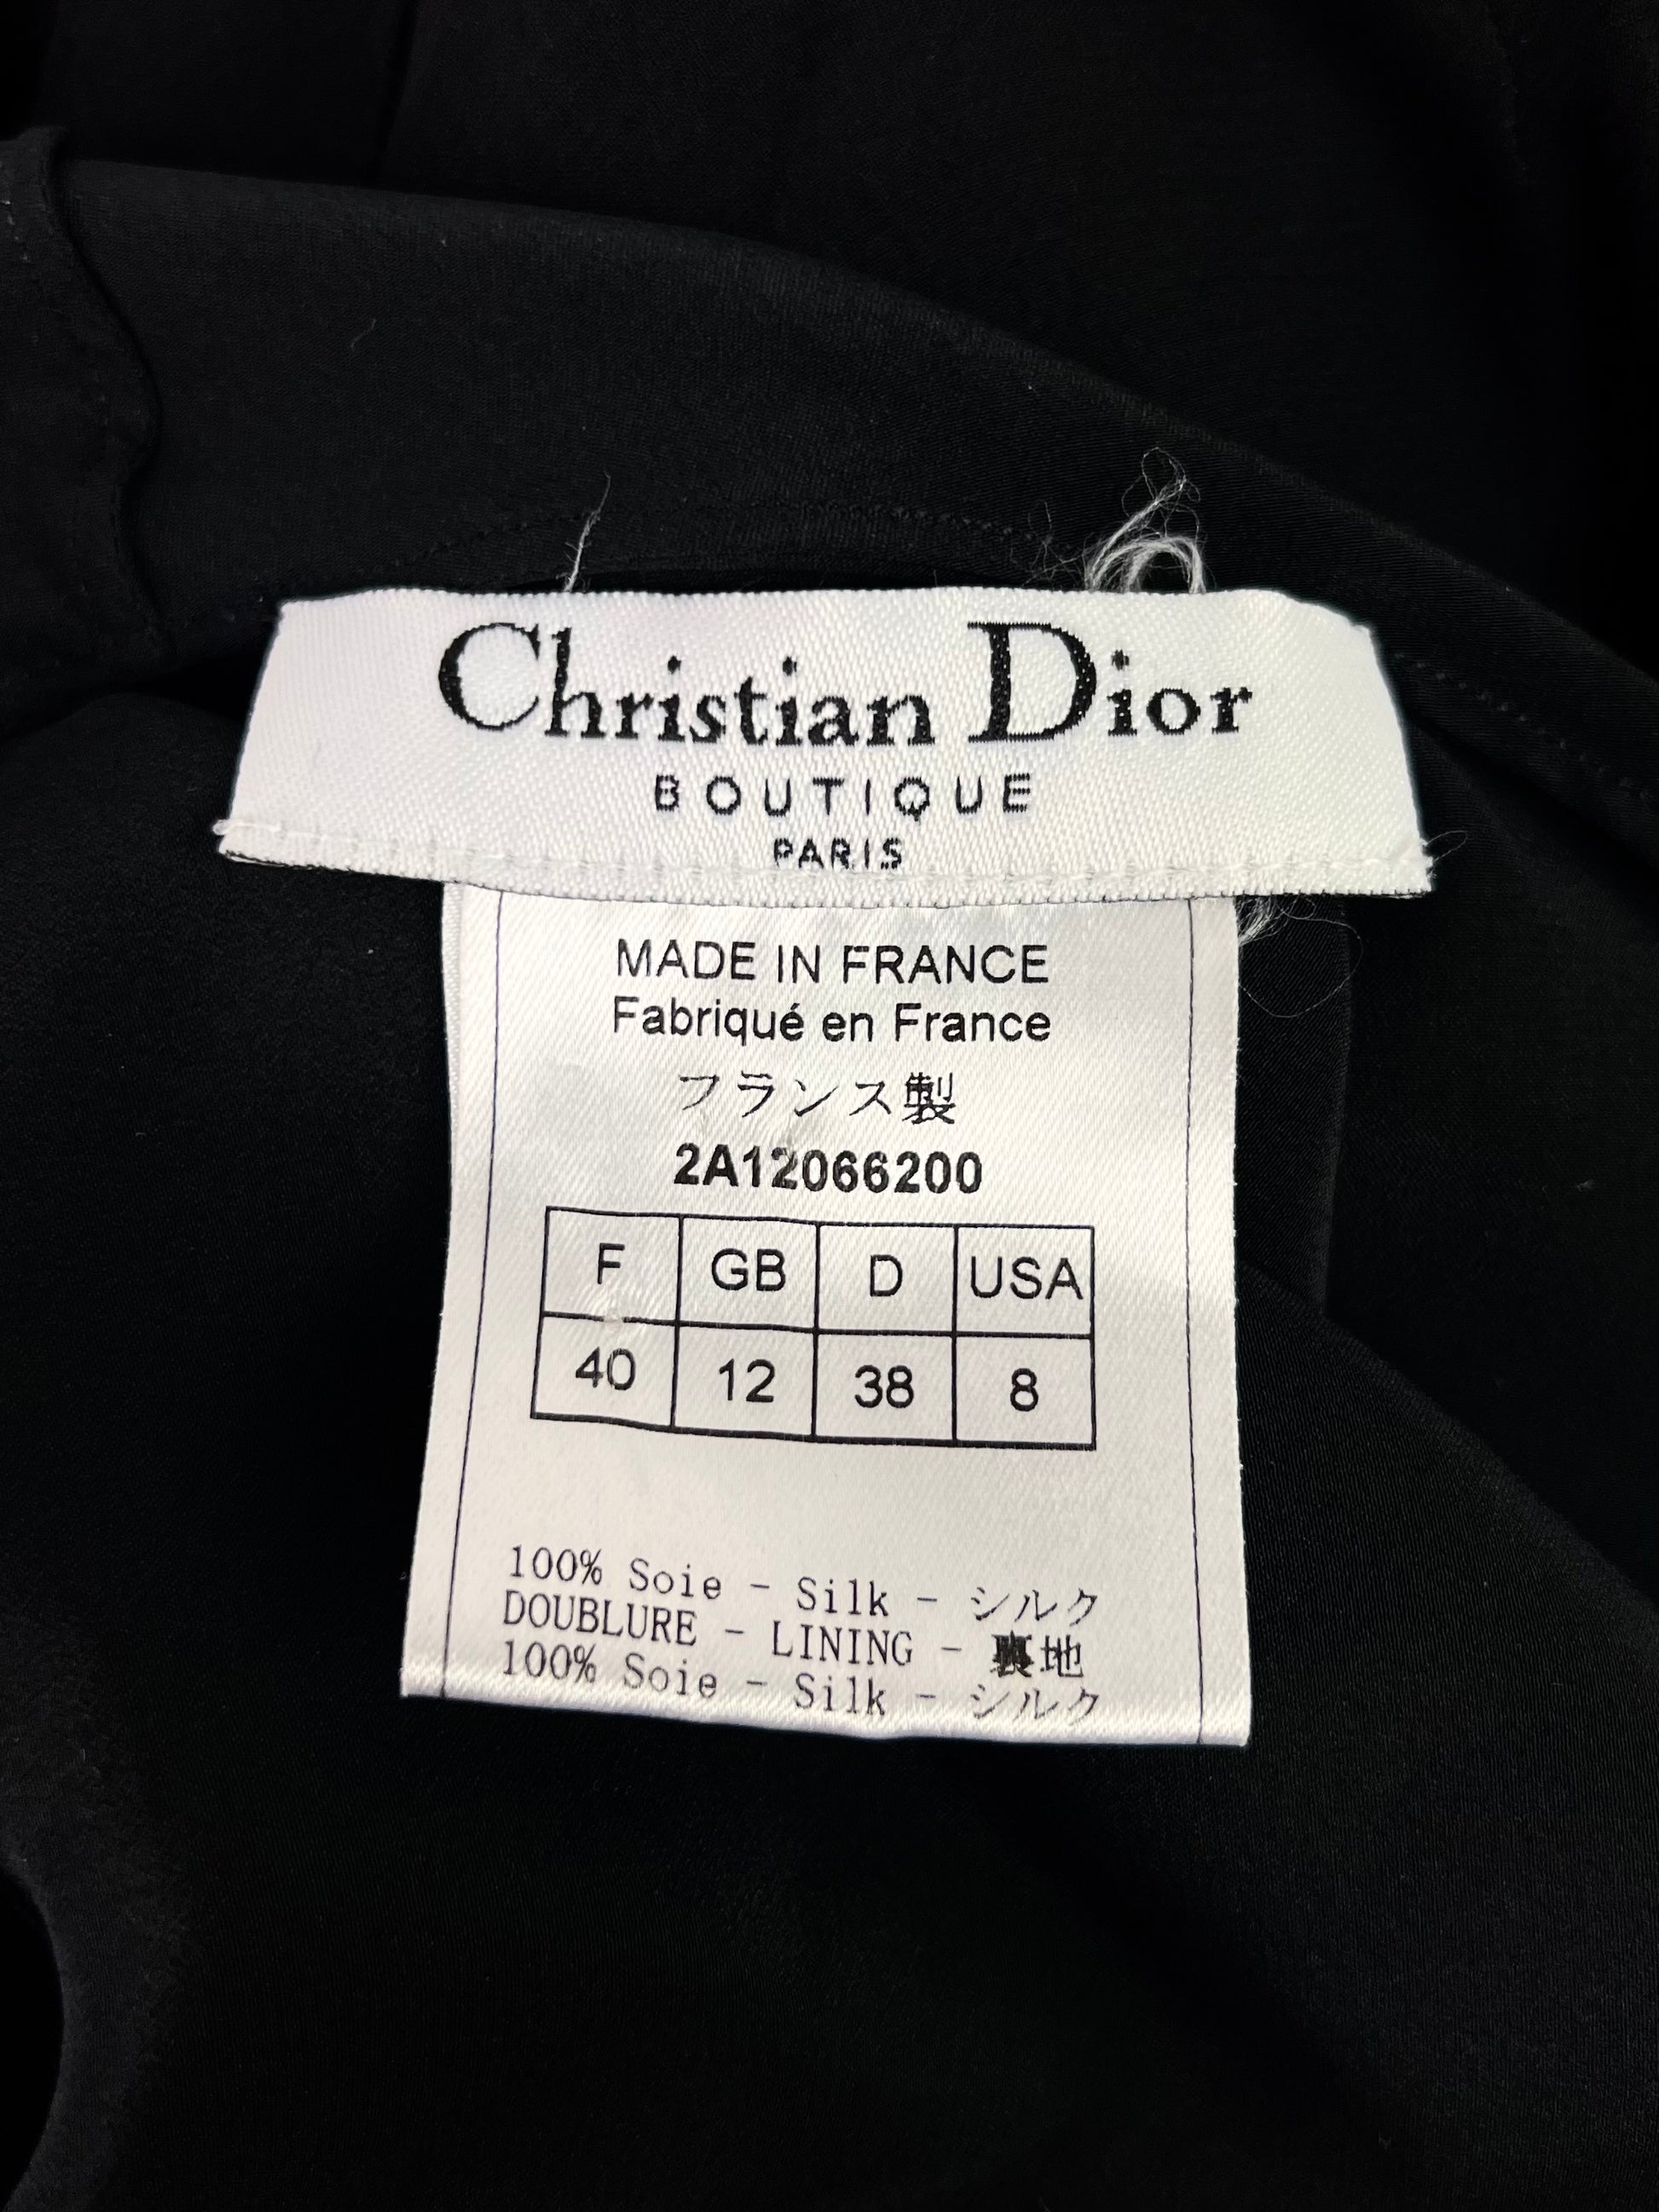 Christian Dior
BOUTIQUE
PARIS
MADE IN FRANCE
Fabriqué en France
フランス製
2A12066200
F GB D USA
40 12 38 8
100% Soie - Silk - シルク
DOUBLURE - LINING - 裏地
100% Soie - Silk - シルク